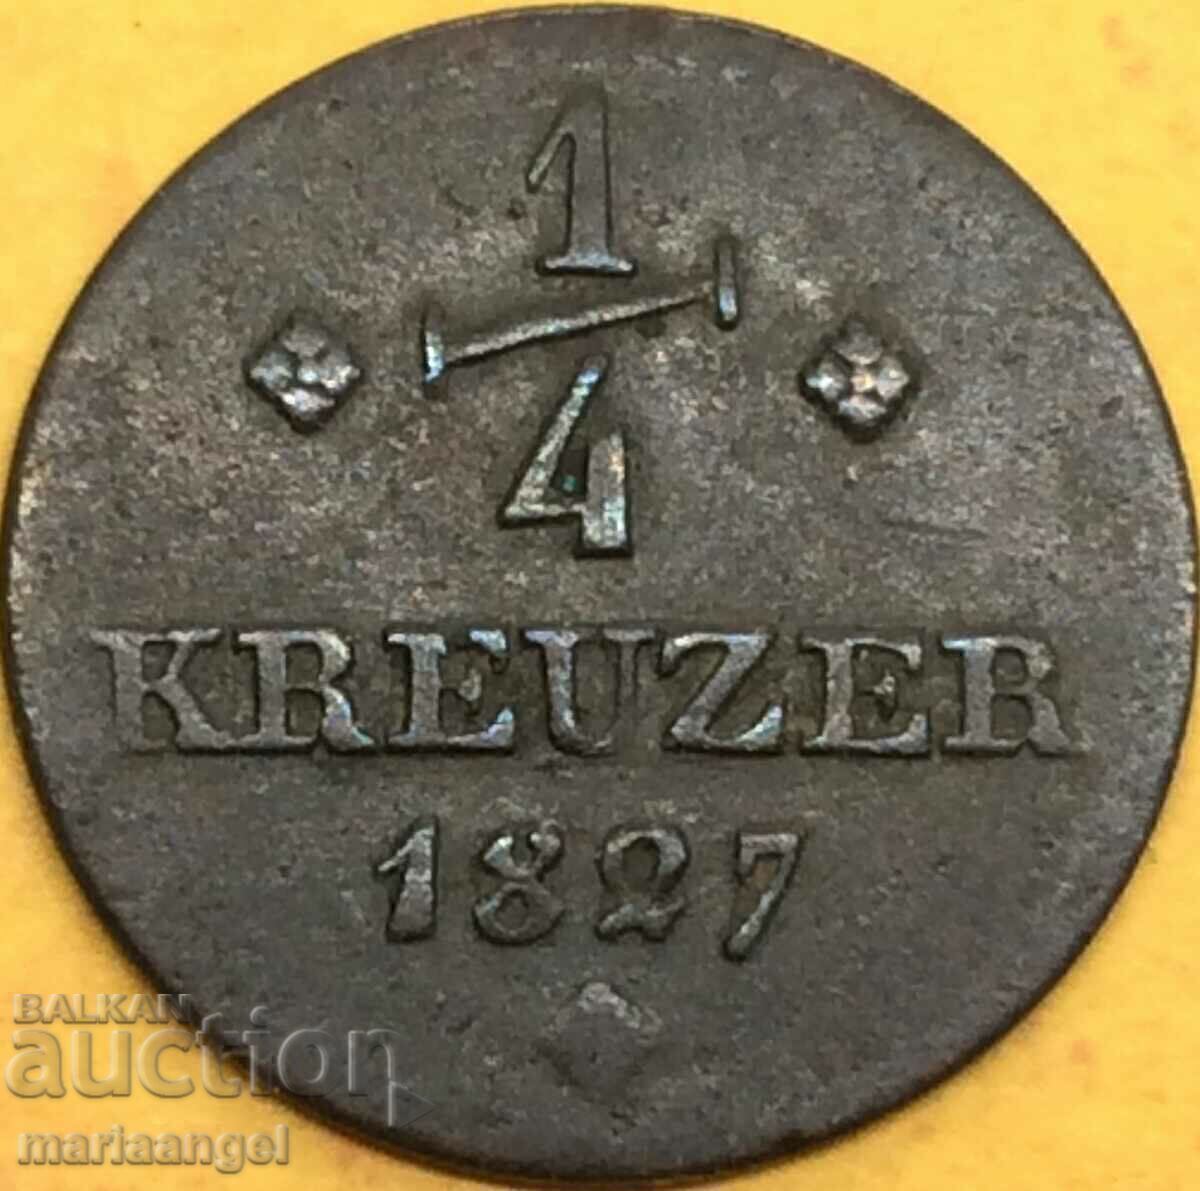 1
4
KREUZER
1827
BALKAN
auction
mariaangel